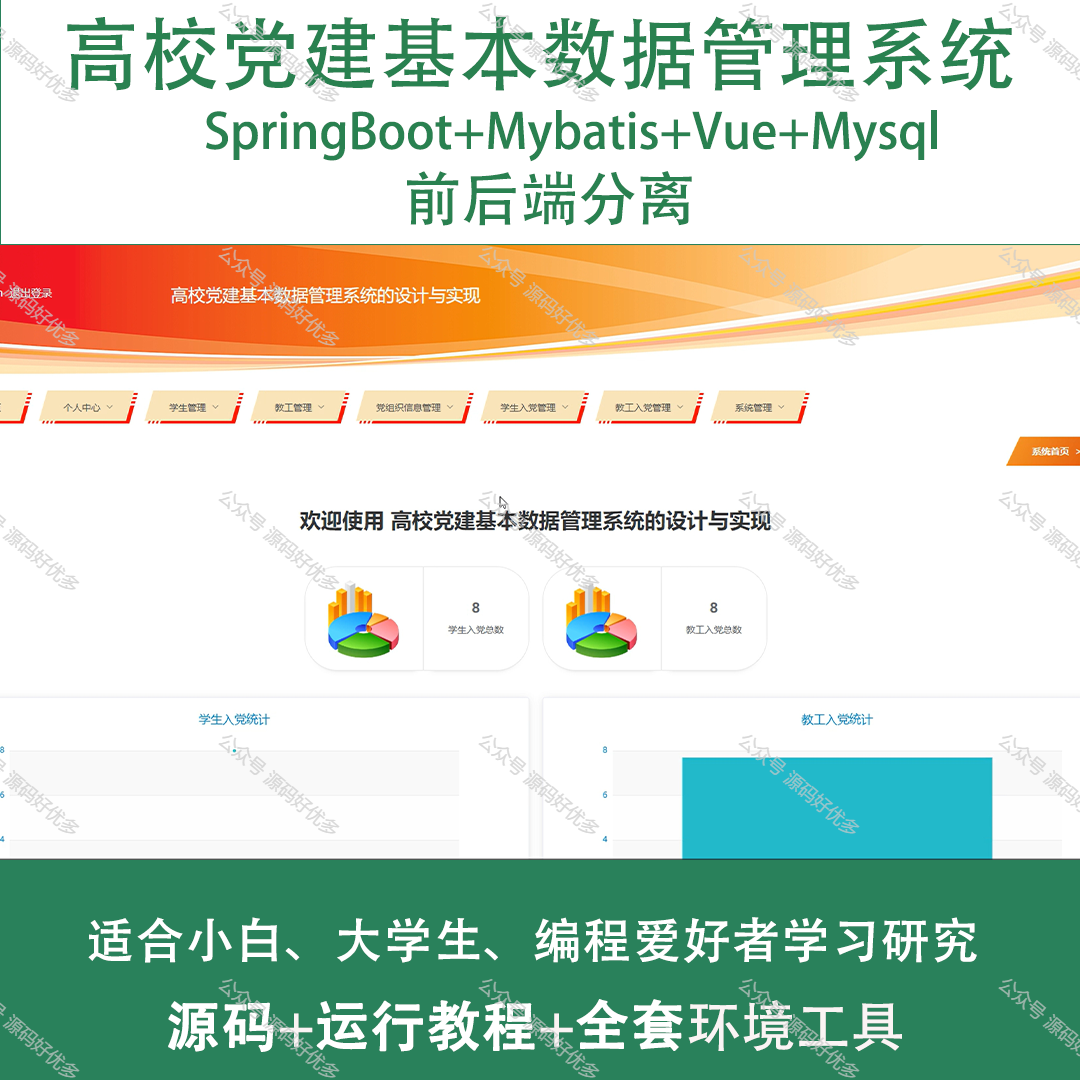 高校党建基本数据管理系统
SpringBoot+Mybatis+Vue+Mysql
前后端分离
退出登录
高校党建基本数据管理系统的设计与实现
个人中心
学生管理
教工管理
党组织信息管理
学生入党管理
教工入党管理
系统管理
系统首页 >
欢迎使用 高校党建基本数据管理系统的设计与实现
8
学生入党总数
8
教工入党总数
学生入党统计
教工入党统计
8
6
4
8
6
4
适合小白、大学生、编程爱好者学习研究
源码+运行教程+全套环境工具
公众号 源码好优多